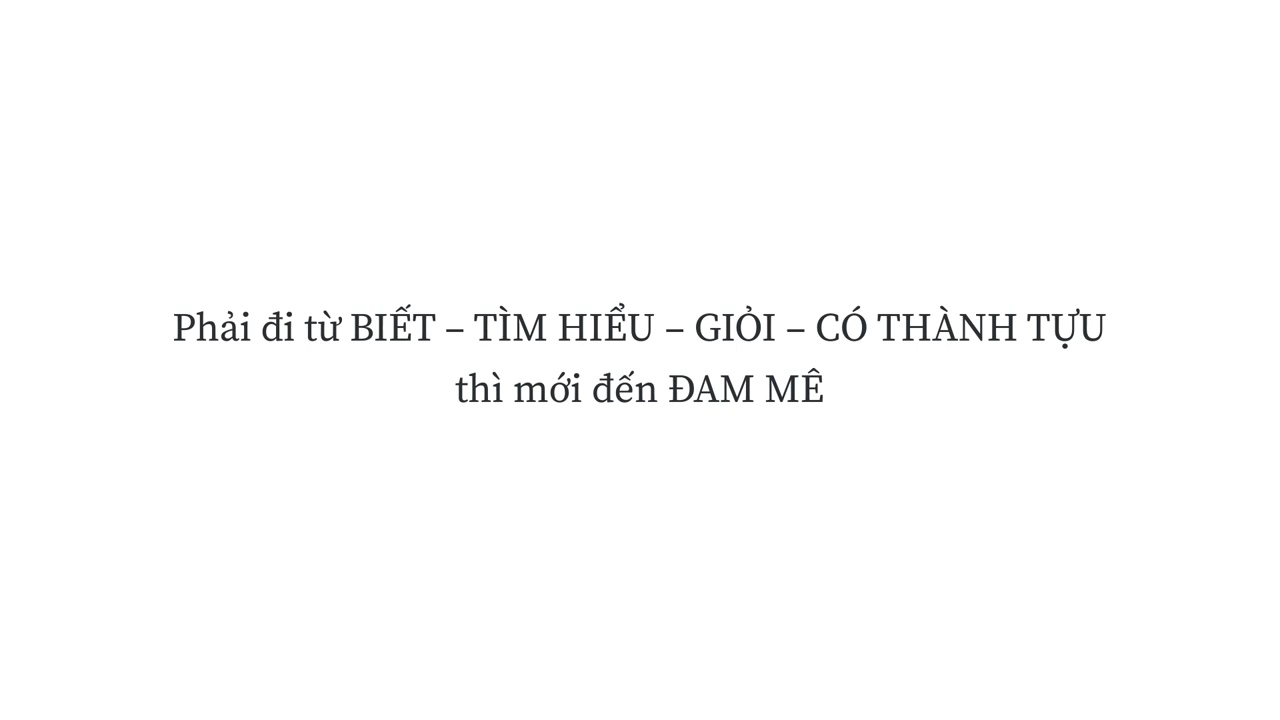 Phải đi từ BIẾT – TÌM HIỂU – GIỎI – CÓ THÀNH TỰU
thì mới đến ĐAM MÊ